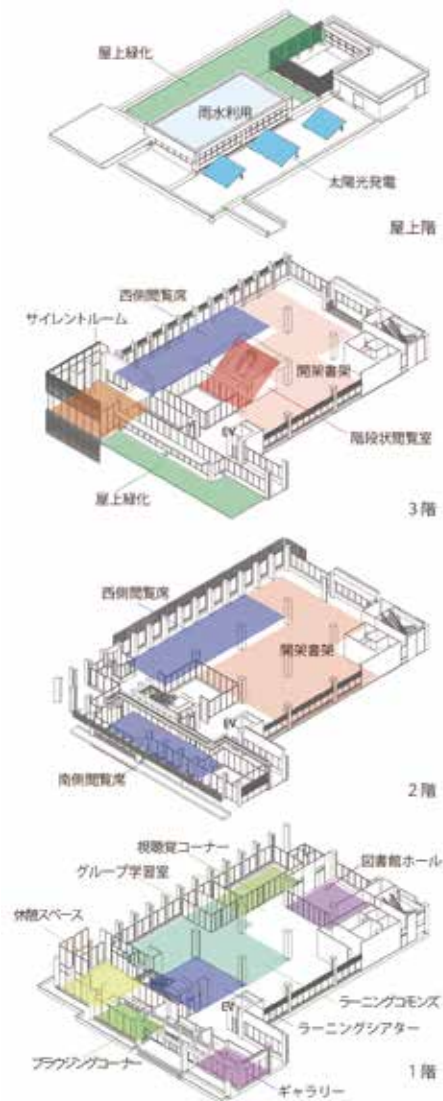 屋上緑化
雨水利用
太陽光発電
屋上階
西側閲覧席
サイレントルーム
開架書架
EV
階段状閲覧室
屋上緑化
3階
西側閲覧席
開架書架
EV
南側閲覧席
2階
視聴覚コーナー
グループ学習室
図書館ホール
休憩スペース
ラーニングコモンズ
EV
ラーニングシアター
ブラウジングコーナー
1階
ギャラリー